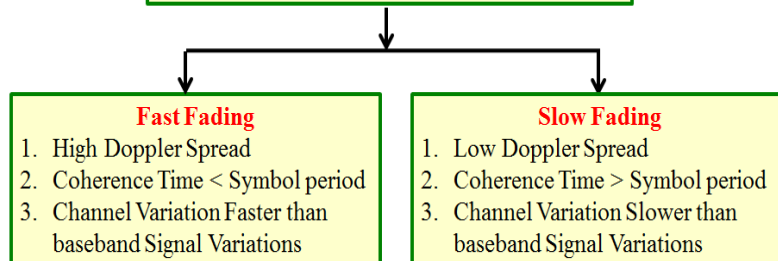 Fast Fading
1. High Doppler Spread
2. Coherence Time < Symbol period
3. Channel Variation Faster than
baseband Signal Variations
Slow Fading
1. Low Doppler Spread
2. Coherence Time > Symbol period
3. Channel Variation Slower than
baseband Signal Variations